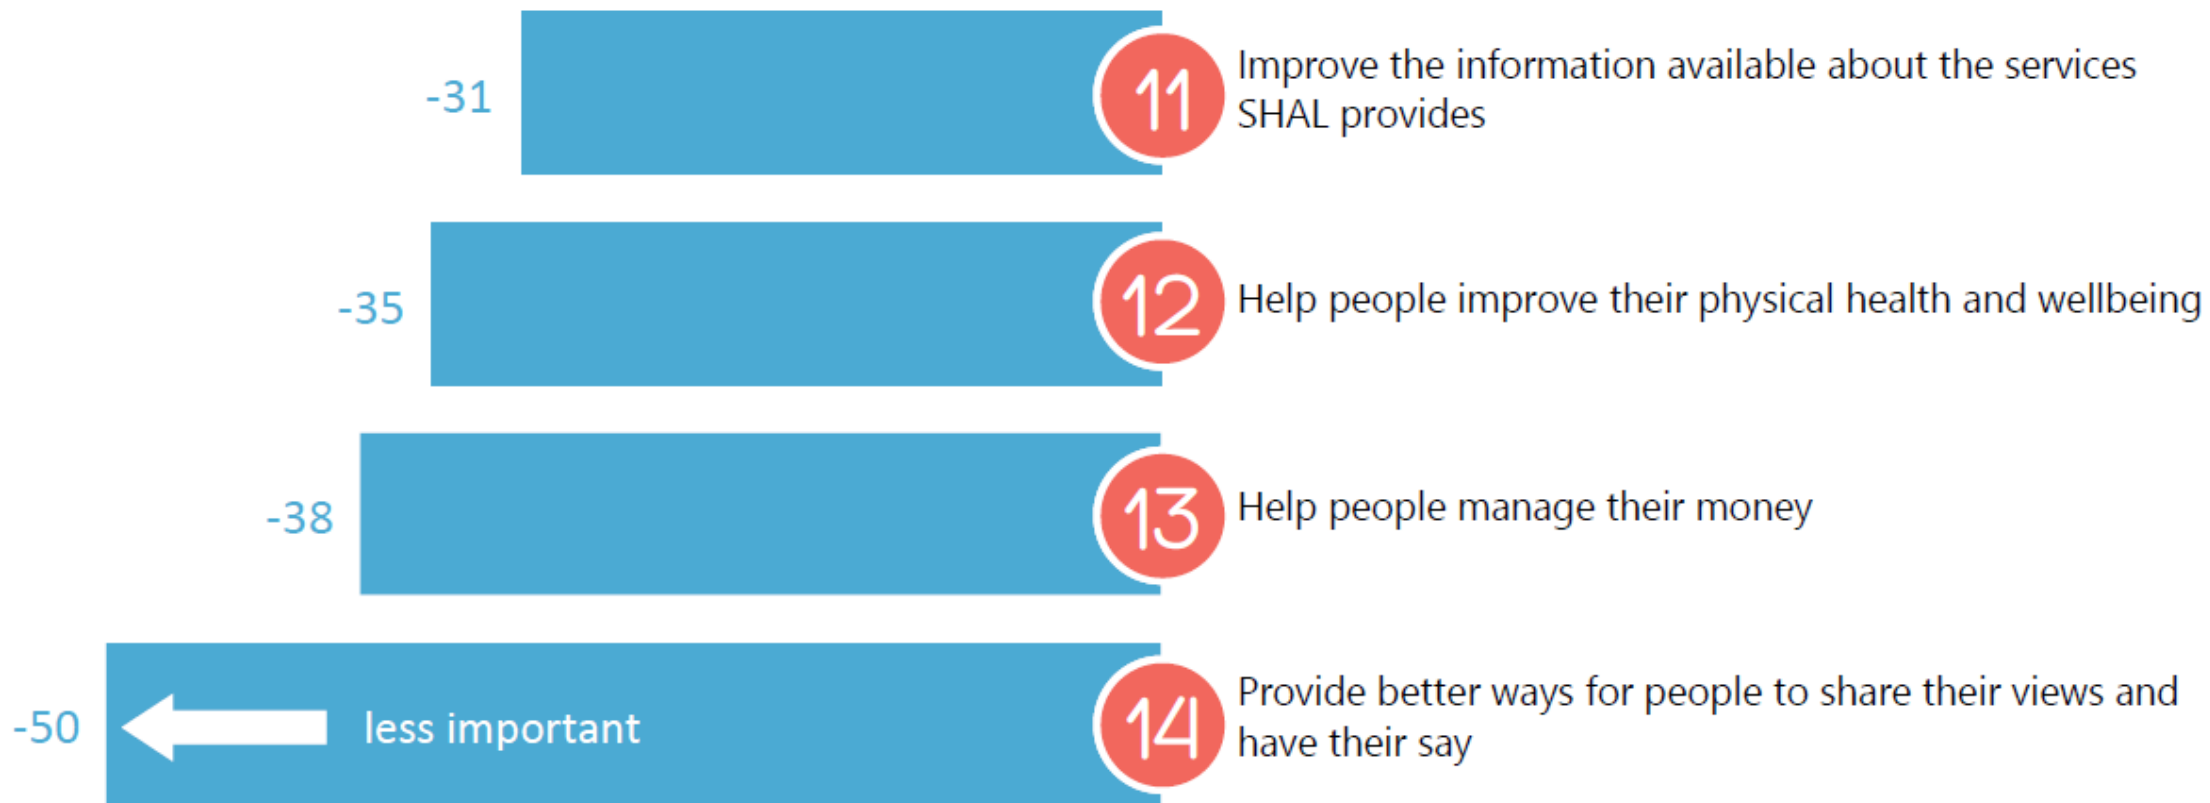 -31
11
Improve the information available about the services
SHAL provides
-35
12
Help people improve their physical health and wellbeing
-38
13
Help people manage their money
-50
less important
14
Provide better ways for people to share their views and
have their say